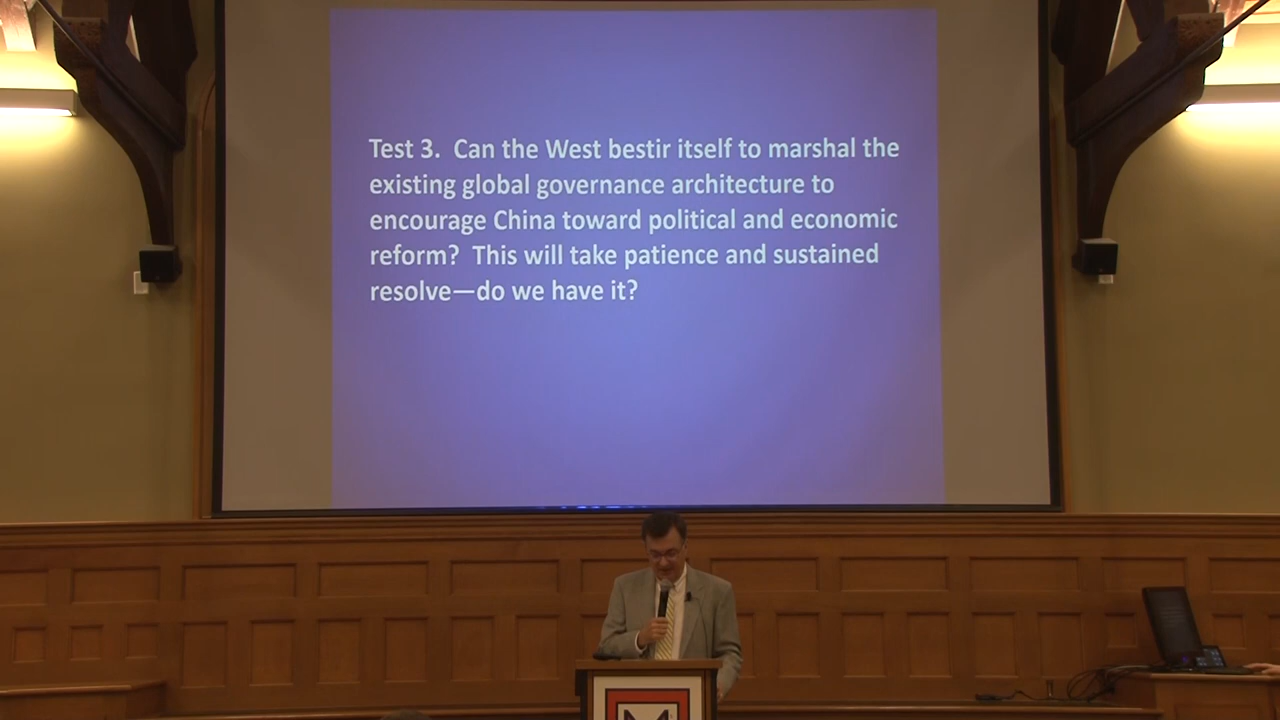 Test 3.  Can the West bestir itself to marshal the
existing global governance architecture to
encourage China toward political and economic
reform?  This will take patience and sustained
resolve—do we have it?